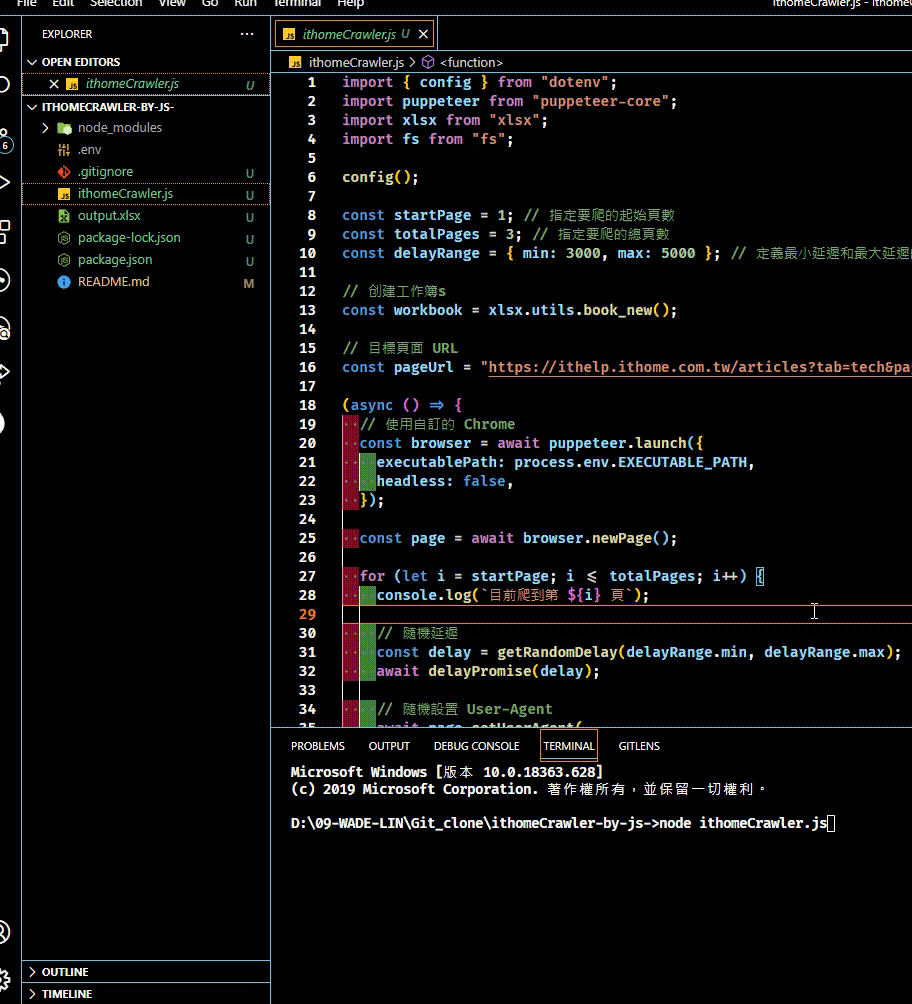 File Edit Selection View Go Run Terminal Help
ithomeCrawler.js - ithome
EXPLORER
OPEN EDITORS
ithomeCrawler.js U
ITHOMECRAWLER-BY-JS-
node_modules
.env
.gitignore U
ithomeCrawler.js U
output.xlsx U
package-lock.json U
package.json U
README.md M
6
OUTLINE
TIMELINE
ithomeCrawler.js U
ithomeCrawler.js > <function>
1 import { config } from "dotenv";
2 import puppeteer from "puppeteer-core";
3 import xlsx from "xlsx";
4 import fs from "fs";
5
6 config();
7
8 const startPage = 1; // 指定要爬的起始頁數
9 const totalPages = 3; // 指定要爬的總頁數
10 const delayRange = { min: 3000, max: 5000 }; // 定義最小延遲和最大延遲
11
12 // 创建工作簿s
13 const workbook = xlsx.utils.book_new();
14
15 // 目標頁面 URL
16 const pageUrl = "https://ithelp.ithome.com.tw/articles?tab=tech&pa
17
18 (async () => {
19 // 使用自訂的 Chrome
20 const browser = await puppeteer.launch({
21 executablePath: process.env.EXECUTABLE_PATH,
22 headless: false,
23 });
24
25 const page = await browser.newPage();
26
27 for (let i = startPage; i <= totalPages; i++) {
28 console.log(`目前爬到第 ${i} 頁`);
29
30 // 隨機延遲
31 const delay = getRandomDelay(delayRange.min, delayRange.max);
32 await delayPromise(delay);
33
34 // 隨機設置 User-Agent
35 await page.setUserAgent(
PROBLEMS OUTPUT DEBUG CONSOLE TERMINAL GITLENS
Microsoft Windows [版本 10.0.18363.628]
(c) 2019 Microsoft Corporation. 著作權所有，並保留一切權利。
D:\09-WADE-LIN\Git_clone\ithomeCrawler-by-js->node ithomeCrawler.js